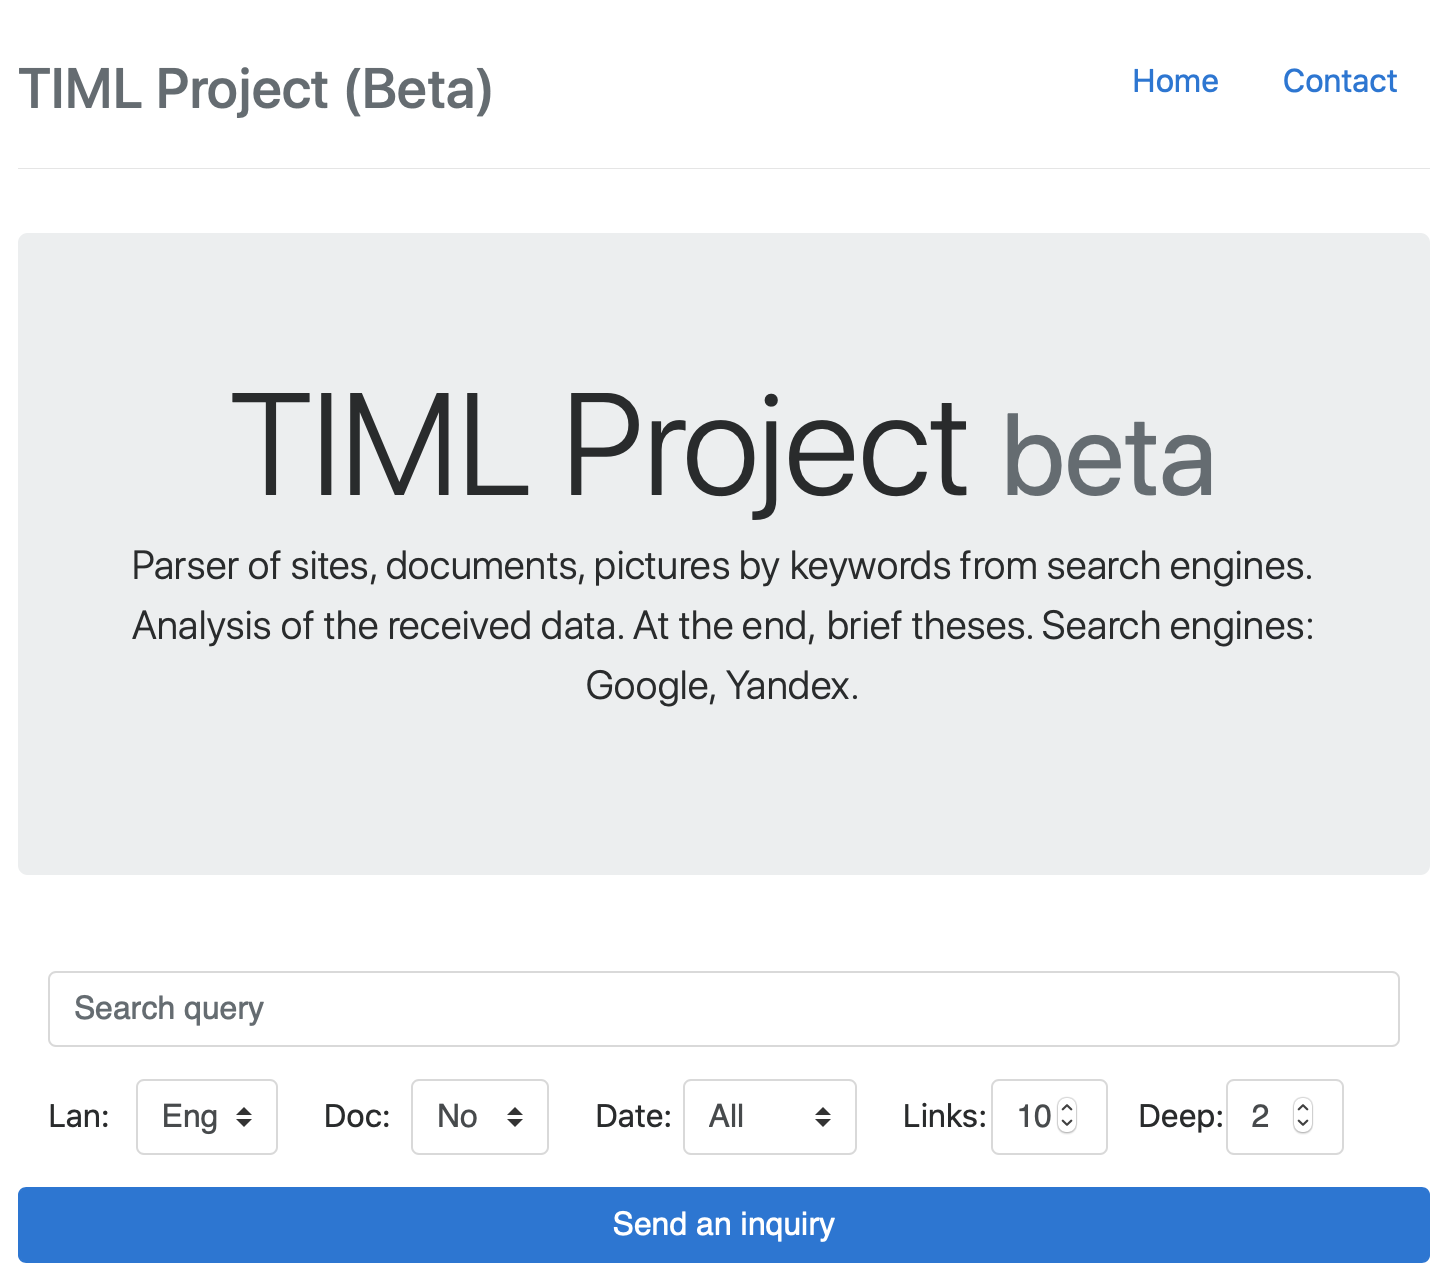 TIML Project (Beta)
Home
Contact
TIML Project beta
Parser of sites, documents, pictures by keywords from search engines.
Analysis of the received data. At the end, brief theses. Search engines:
Google, Yandex.
Search query
Lan: Eng Doc: No Date: All Links: 10 Deep: 2
Send an inquiry